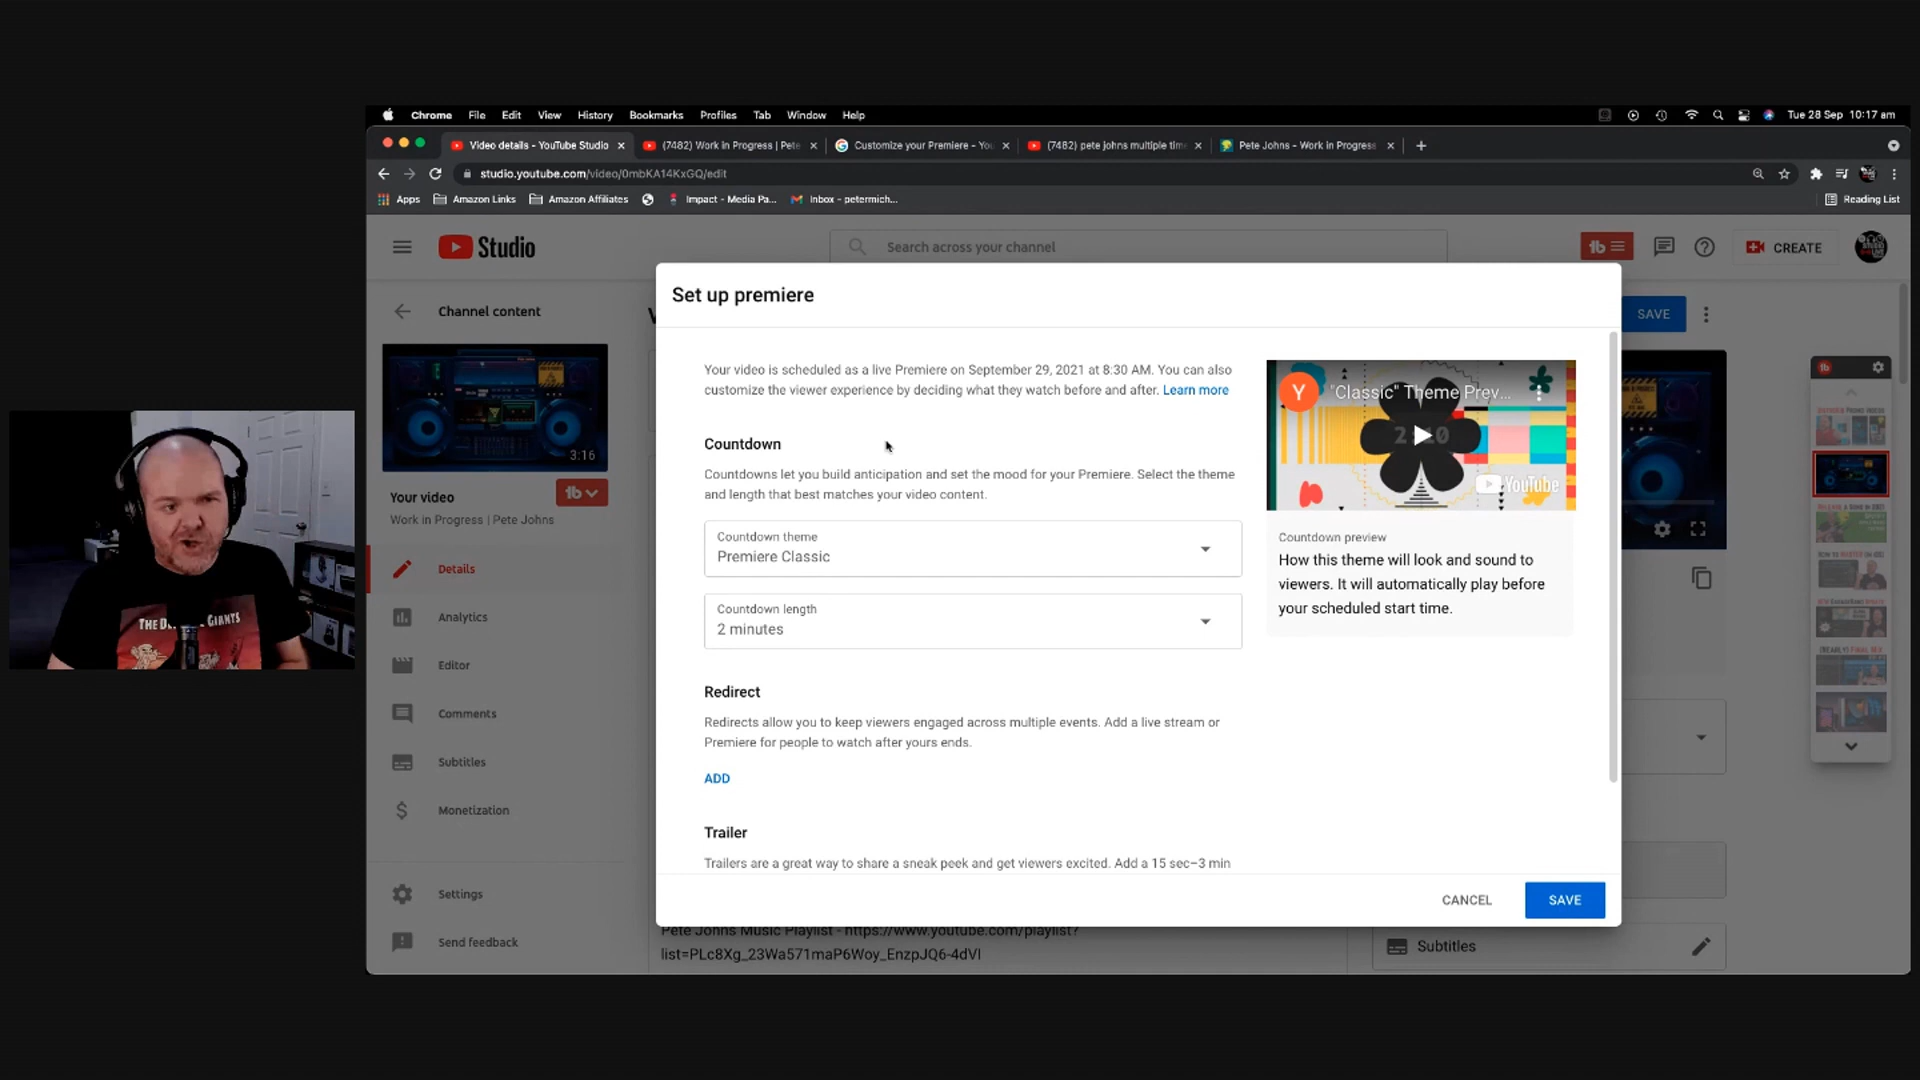 Chrome File Edit View History Bookmarks Profiles Tab Window Help
Tue 28 Sep 10:17 am
Video details - YouTube Studio
(7482) Work in Progress | Pete
Customize your Premiere - You
(7482) pete johns multiple tim
Pete Johns - Work in Progress
studio.youtube.com/video/0mbKA14KxGQ/edit
Apps
Amazon Links
Amazon Affiliates
Impact - Media Pa...
Inbox - petermich...
Reading List
Studio
Search across your channel
tb
CREATE
Channel content
3:16
Your video
tb
Work in Progress | Pete Johns
Details
Analytics
Editor
Comments
Subtitles
Monetization
Settings
Send feedback
SAVE
Set up premiere
Your video is scheduled as a live Premiere on September 29, 2021 at 8:30 AM. You can also
customize the viewer experience by deciding what they watch before and after. Learn more
Countdown
Countdowns let you build anticipation and set the mood for your Premiere. Select the theme
and length that best matches your video content.
Countdown theme
Premiere Classic
Countdown length
2 minutes
Redirect
Redirects allow you to keep viewers engaged across multiple events. Add a live stream or
Premiere for people to watch after yours ends.
ADD
Trailer
Trailers are a great way to share a sneak peek and get viewers excited. Add a 15 sec–3 min
Y
"Classic" Theme Prev...
YouTube
Countdown preview
How this theme will look and sound to
viewers. It will automatically play before
your scheduled start time.
CANCEL
SAVE
Pete Johns Music Playlist - https://www.youtube.com/playlist?
list=PLc8Xg_23Wa571maP6Woy_EnzpJQ6-4dVl
Subtitles